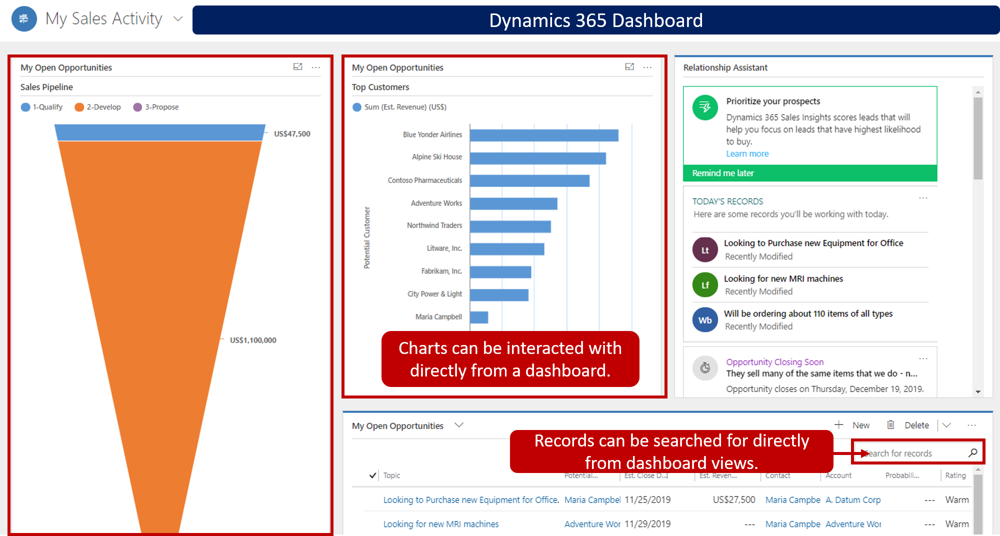 My Sales Activity
Dynamics 365 Dashboard
My Open Opportunities
...
Sales Pipeline
1-Qualify 2-Develop 3-Propose
US$47,500
US$1,100,000
My Open Opportunities
...
Top Customers
Sum (Est. Revenue) (US$)
Potential Customer
Blue Yonder Airlines
Alpine Ski House
Contoso Pharmaceuticals
Adventure Works
Northwind Traders
Litware, Inc.
Fabrikam, Inc.
City Power & Light
Maria Campbell
Charts can be interacted with
directly from a dashboard.
Relationship Assistant
Prioritize your prospects
Dynamics 365 Sales Insights scores leads that will
help you focus on leads that have highest likelihood
to buy.
Learn more
Remind me later
TODAY'S RECORDS
...
Here are some records you'll be working with today.
Lt
Looking to Purchase new Equipment for Office
Recently Modified
Lf
Looking for new MRI machines
Recently Modified
Wb
Will be ordering about 110 items of all types
Recently Modified
Opportunity Closing Soon
...
They sell many of the same items that we do - n...
Opportunity closes on Thursday, December 19, 2019.
My Open Opportunities
New Delete ...
Records can be searched for directly
from dashboard views.
Search for records
Topic Potential... Est. Close D... Est. Reven... Contact Account Probabili... Rating
Looking to Purchase new Equipment for Office. Maria Campbel 11/25/2019 US$27,500 Maria Campbe A. Datum Corp --- Warm
Looking for new MRI machines Adventure Wor 11/29/2019 --- Maria Campbe Adventure Wor --- Warm